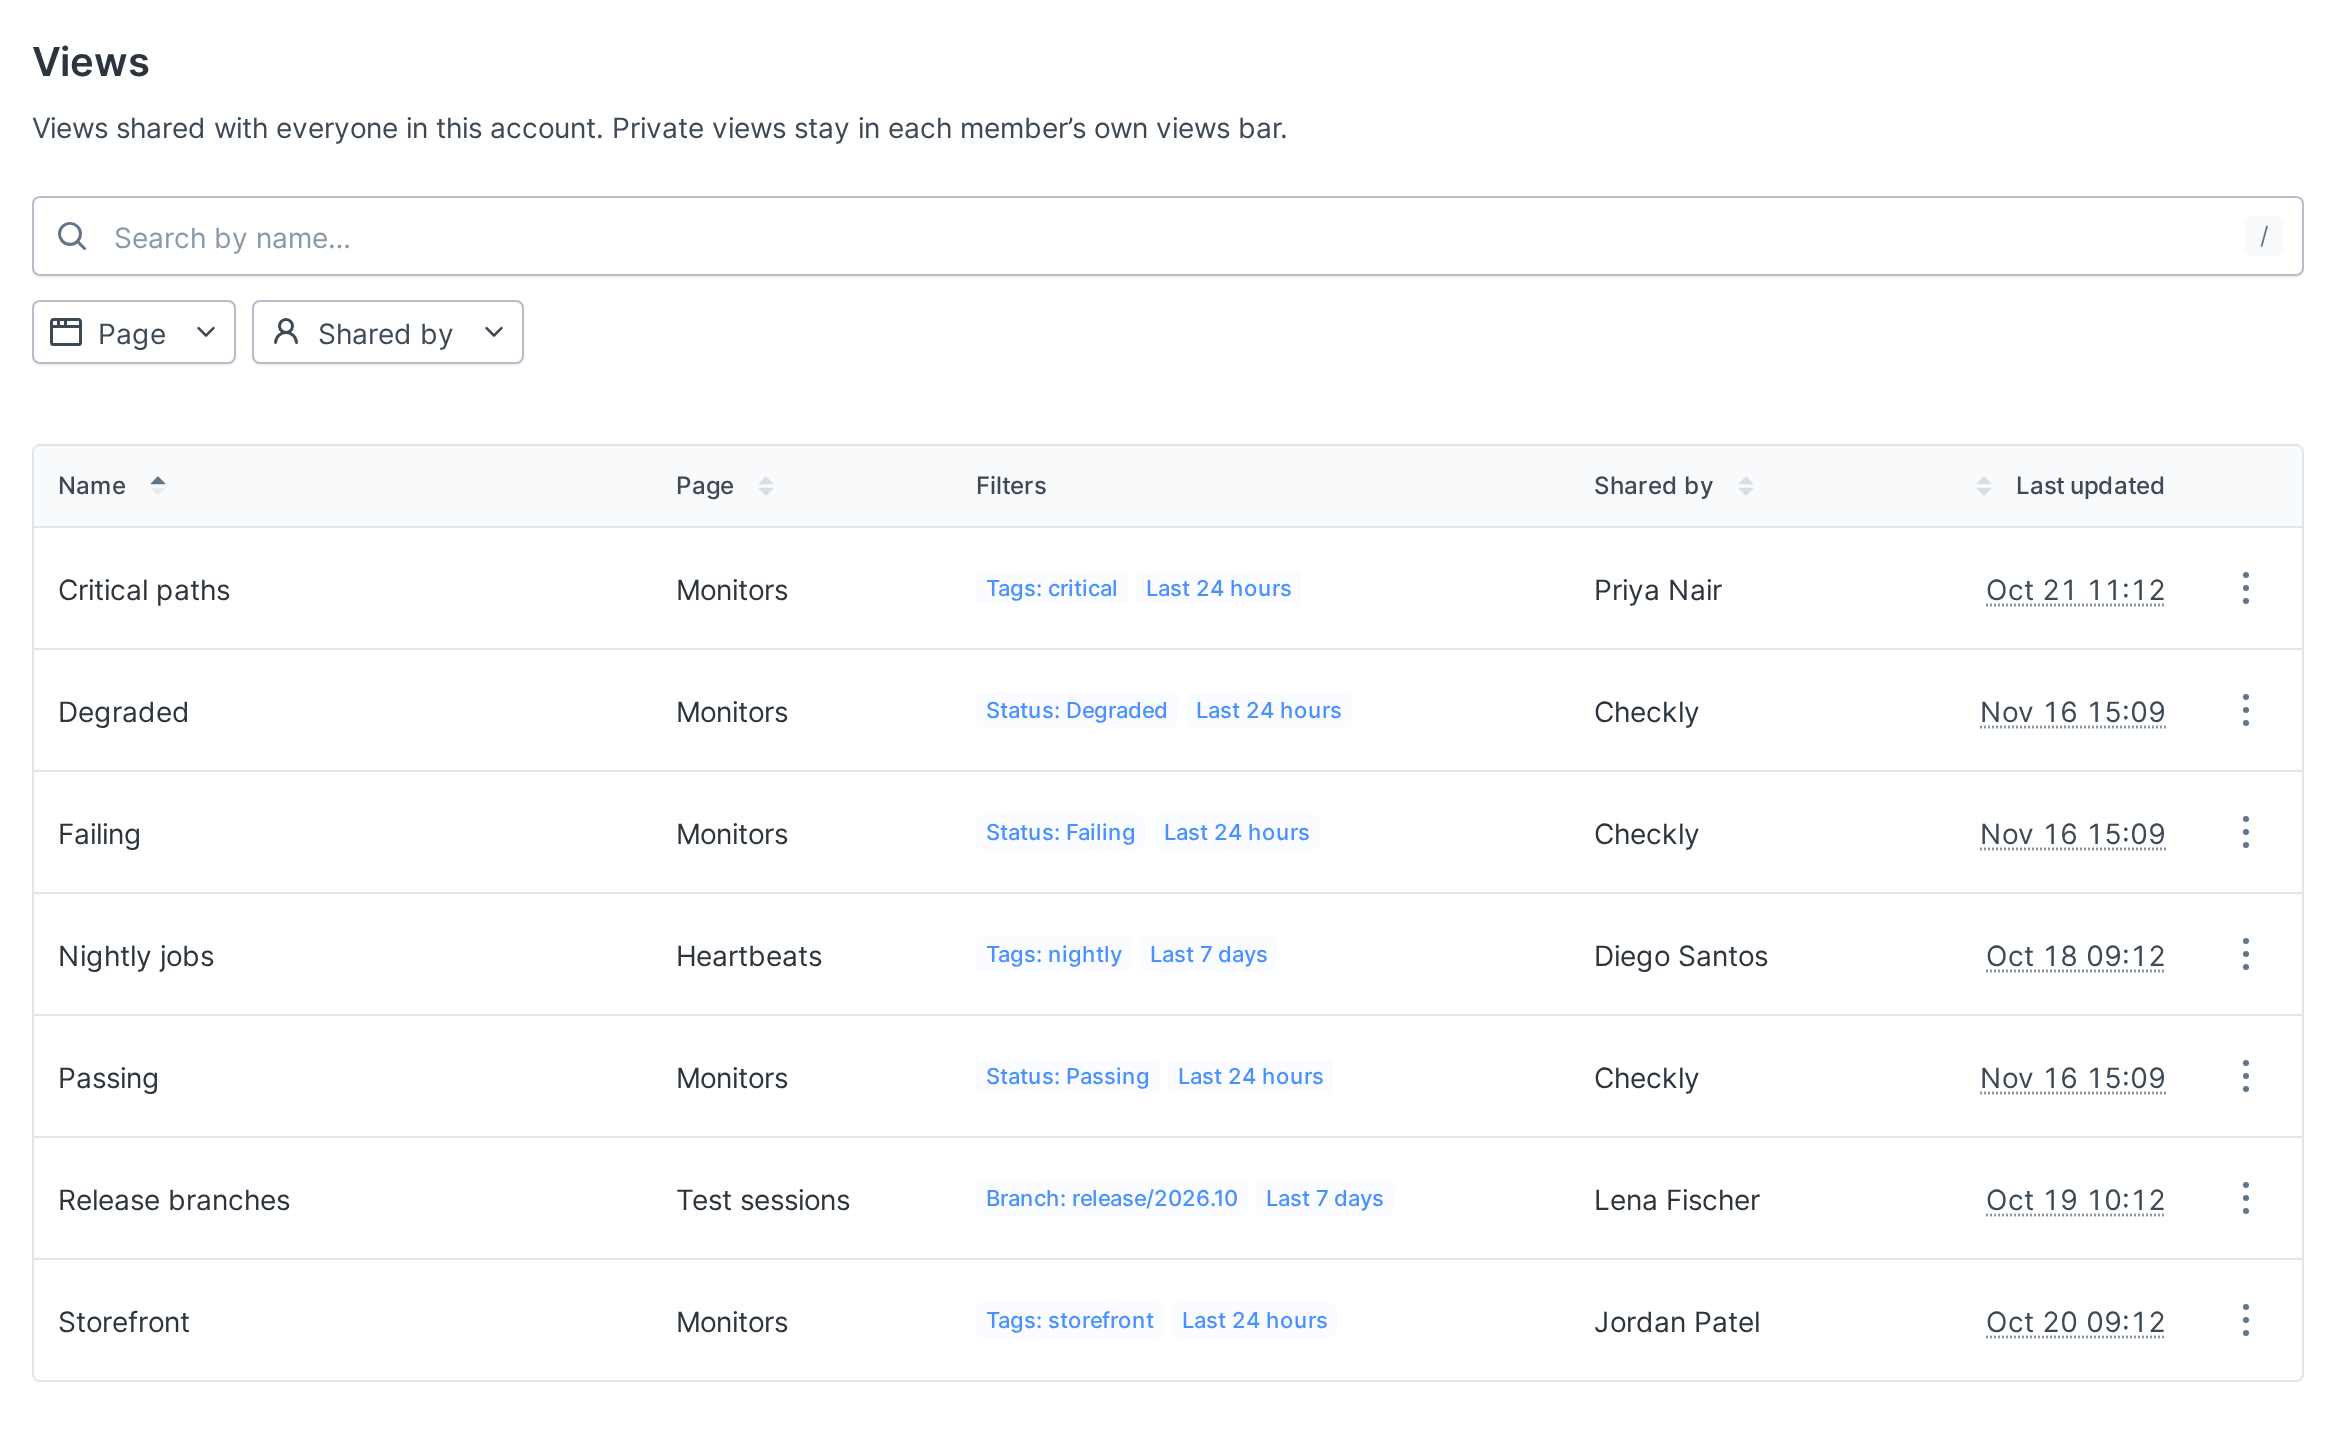 Views
Views shared with everyone in this account. Private views stay in each member’s own views bar.
Search by name...
/
Page
Shared by
Name Page Filters Shared by Last updated
Critical paths Monitors Tags: critical Last 24 hours Priya Nair Oct 21 11:12
Degraded Monitors Status: Degraded Last 24 hours Checkly Nov 16 15:09
Failing Monitors Status: Failing Last 24 hours Checkly Nov 16 15:09
Nightly jobs Heartbeats Tags: nightly Last 7 days Diego Santos Oct 18 09:12
Passing Monitors Status: Passing Last 24 hours Checkly Nov 16 15:09
Release branches Test sessions Branch: release/2026.10 Last 7 days Lena Fischer Oct 19 10:12
Storefront Monitors Tags: storefront Last 24 hours Jordan Patel Oct 20 09:12